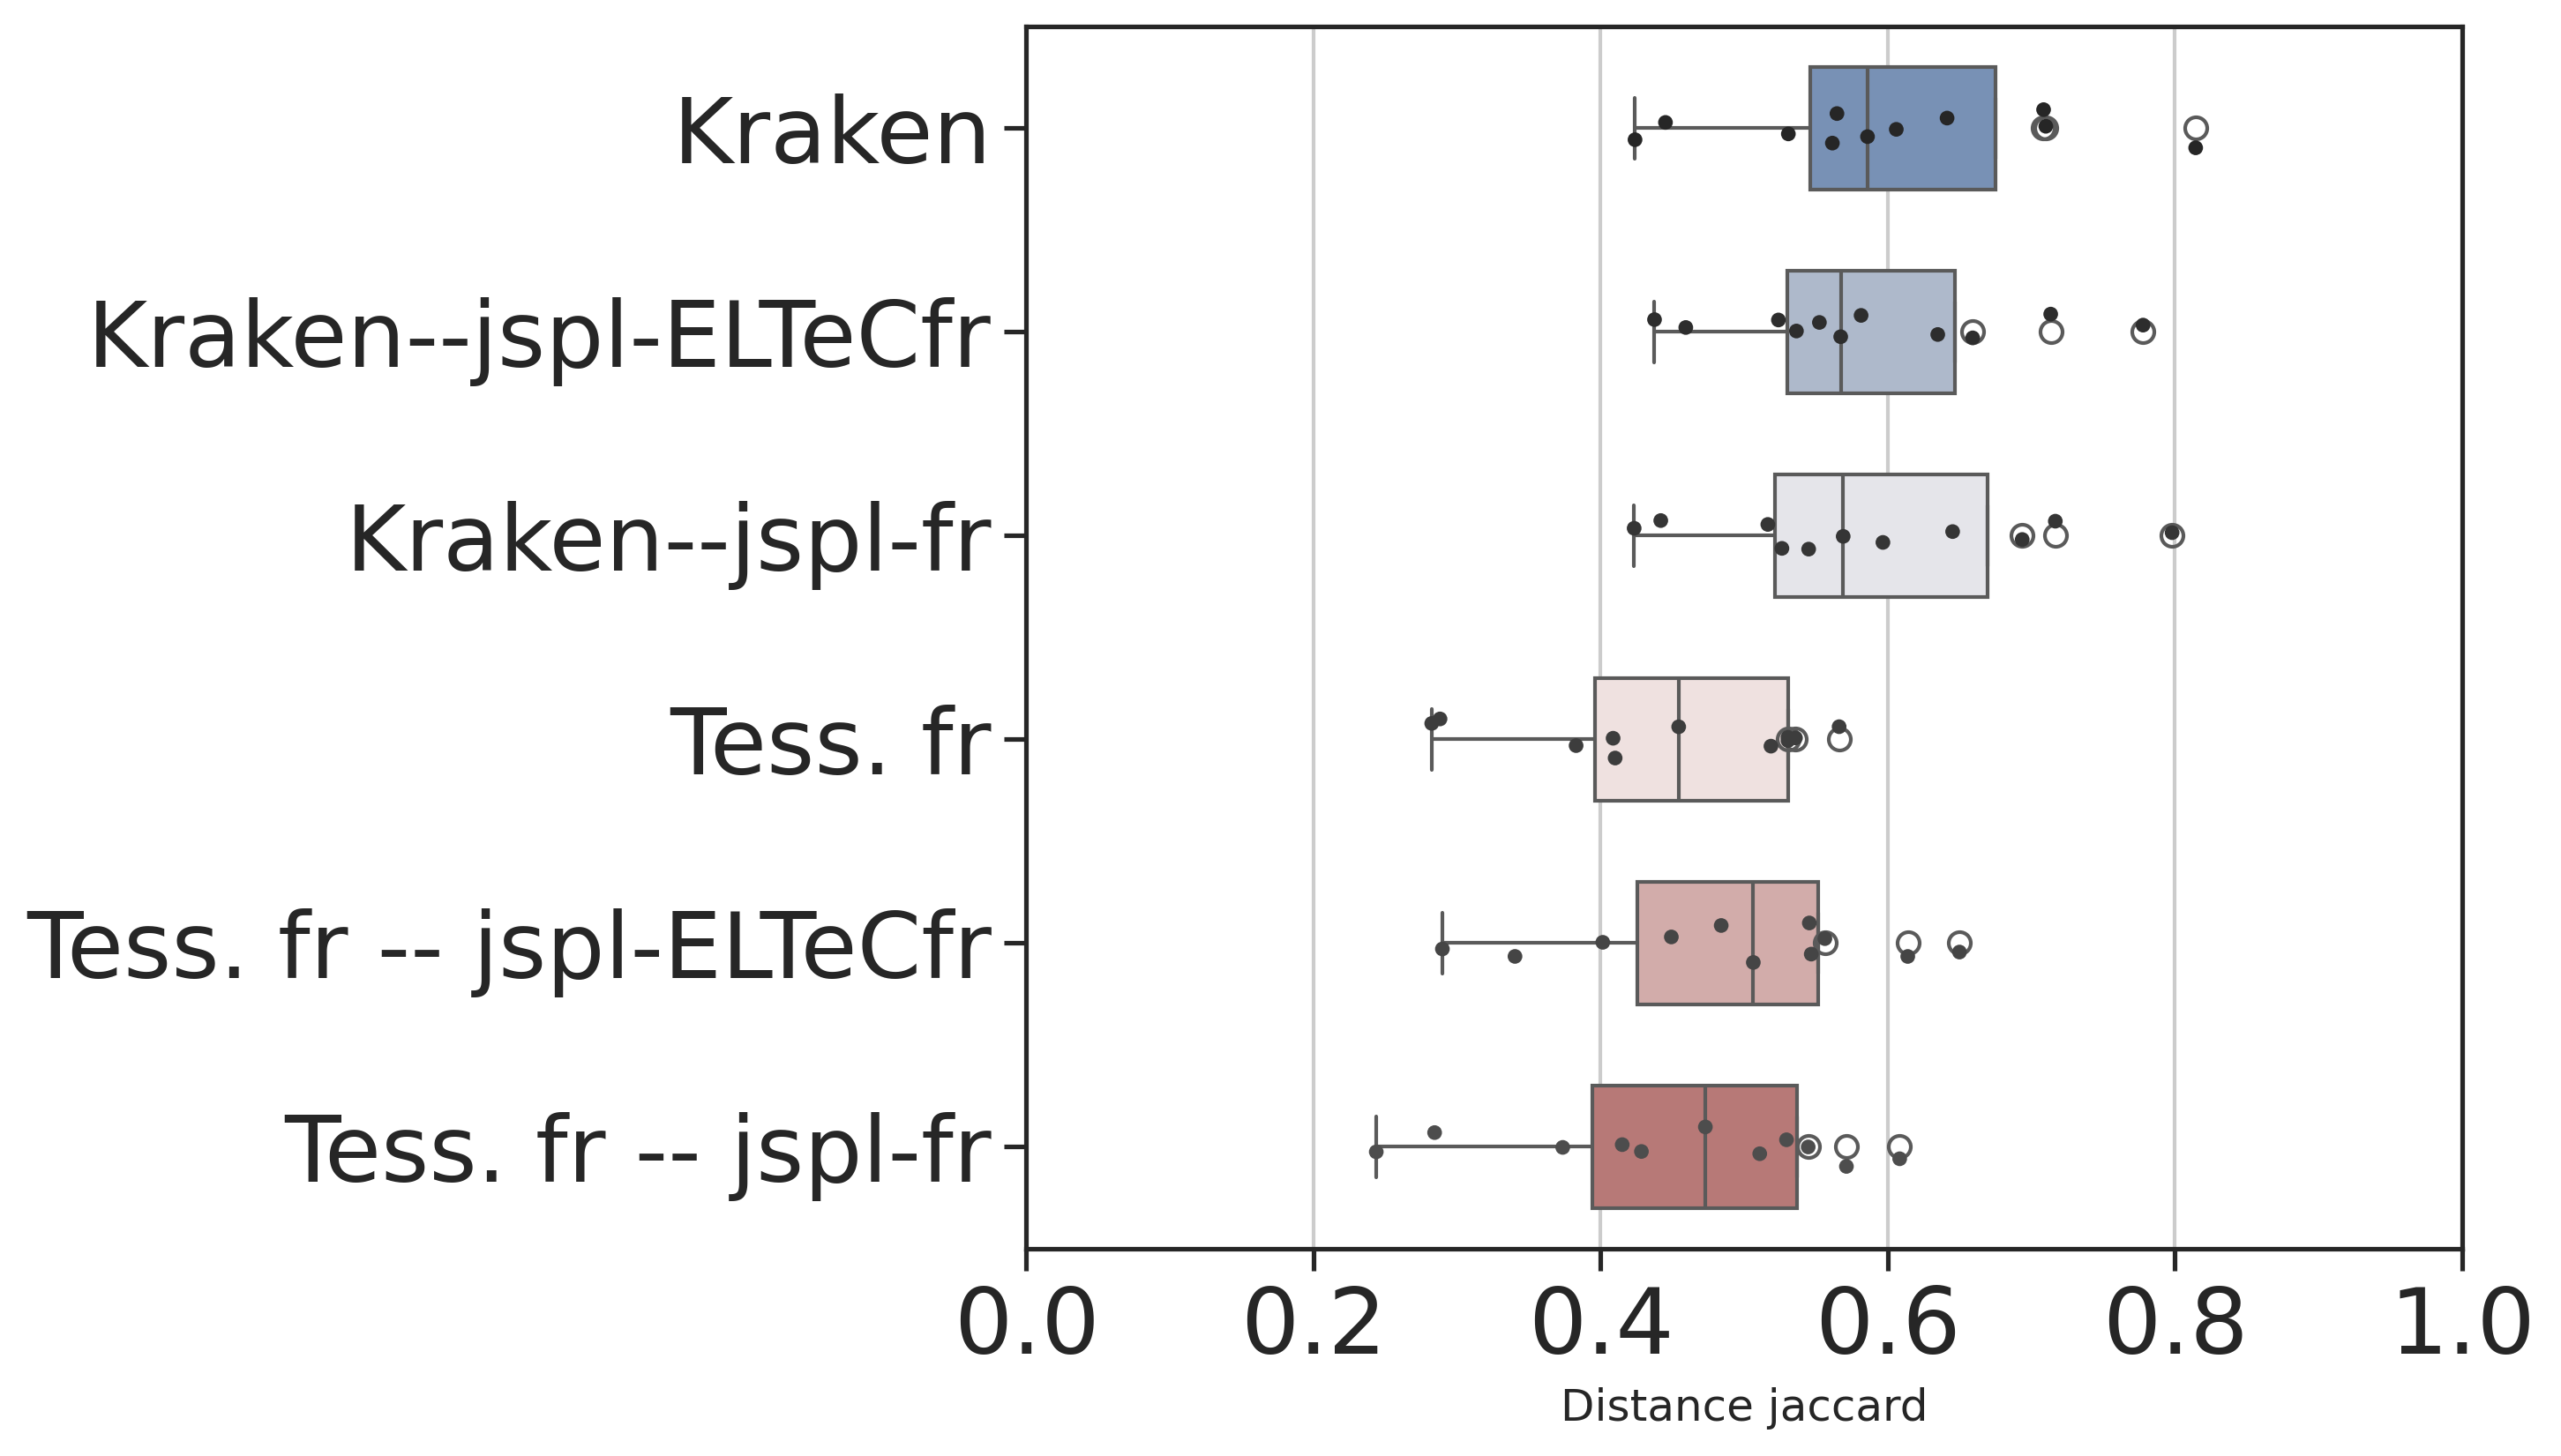 Kraken
Kraken--jspl-ELTeCfr
Kraken--jspl-fr
Tess. fr
Tess. fr -- jspl-ELTeCfr
Tess. fr -- jspl-fr
0.0 0.2 0.4 0.6 0.8 1.0
Distance jaccard